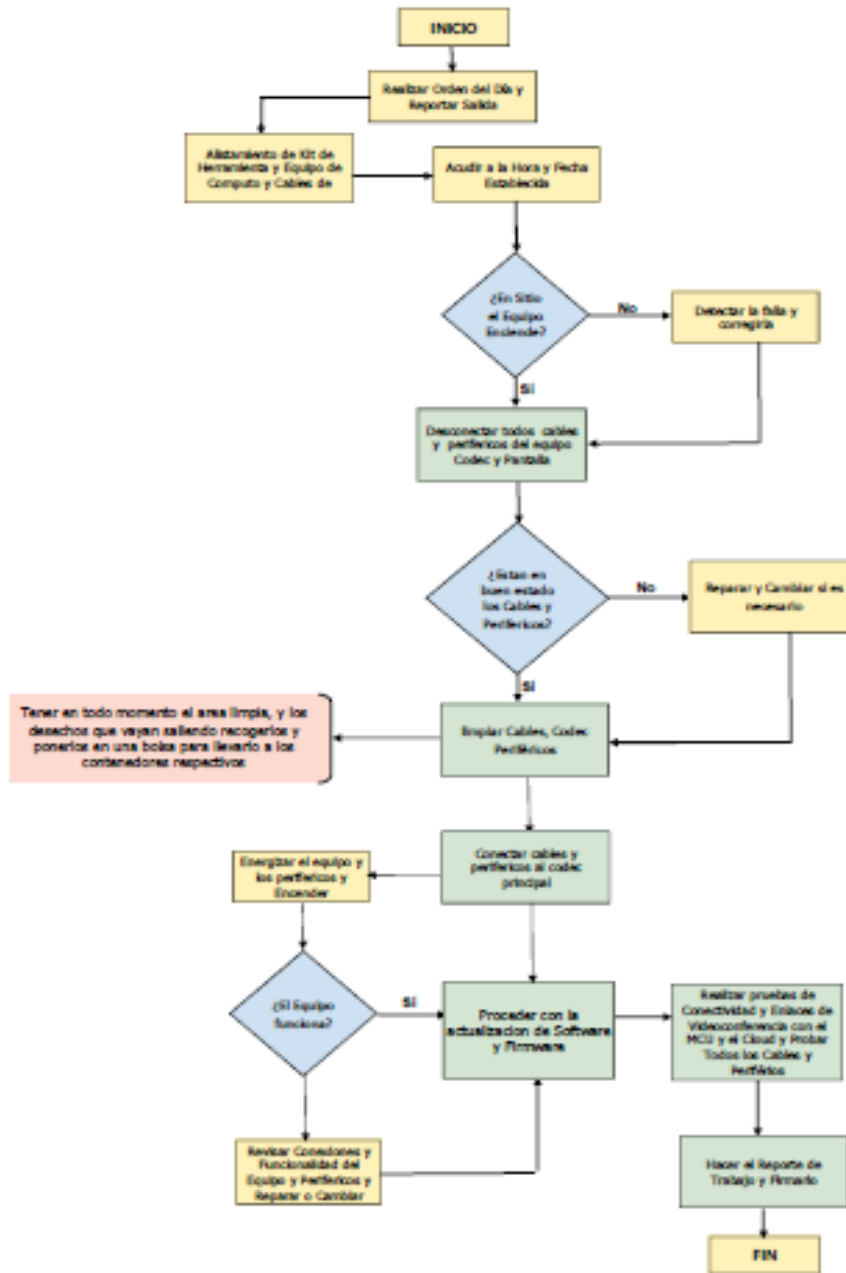 INICIO
Realizar Orden del Día y
Reportar Salida
Alistamiento de Kit de
Herramienta y Equipo de
Computo y Cables de
Acudir a la Hora y Fecha
Establecida
¿En Sitio
el Equipo
Enciende?
No
Detectar la falla y
corregirla
Sí
Desconectar todos cables
y periféricos del equipo
Codec y Pantalla
¿Estan en
buen estado
los Cables y
Periféricos?
No
Reparar y Cambiar si es
necesario
Sí
Tener en todo momento el area limpia, y los
desechos que vayan saliendo recogerlos y
ponerlos en una bolsa para llevarlo a los
contenedores respectivos
limpiar Cables, Codec
Periféricos
Conectar cables y
periféricos al codec
principal
Energizar el equipo y
los periféricos y
Encender
¿El Equipo
funciona?
Sí
Proceder con la
actualizacion de Software
y Firmware
Realizar pruebas de
Conectividad y Enlaces de
Videoconferencia con el
MCU y el Cloud y Probar
Todos los Cables y
Revisar Conexiones y
Funcionalidad del
Equipo y Periféricos y
Reparar o Cambiar
Hacer el Reporte de
Trabajo y Firmarlo
FIN